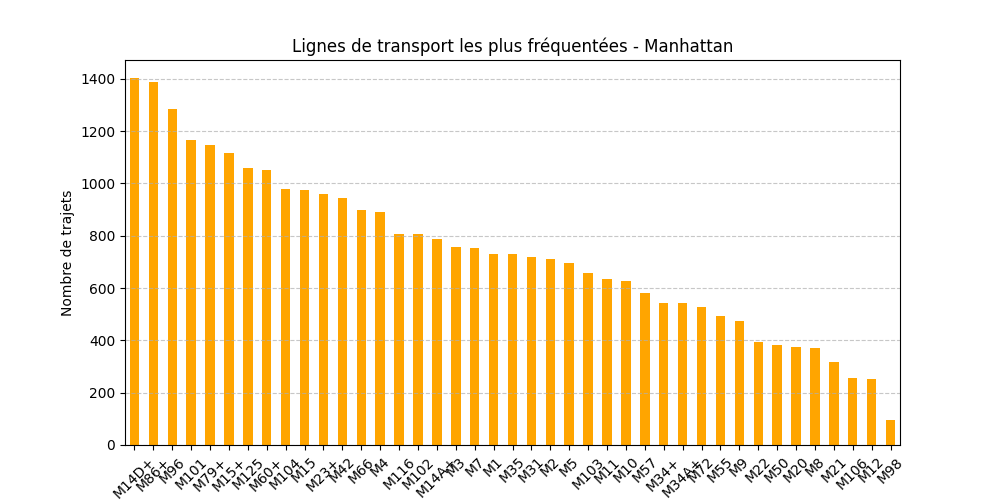 Lignes de transport les plus fréquentées - Manhattan
Nombre de trajets
1400
1200
1000
800
600
400
200
0
M14D+
M86+
M96
M101
M79+
M15+
M125
M60+
M104
M15
M23+
M42
M66
M4
M116
M102
M14A+
M3
M7
M1
M35
M31
M2
M5
M103
M11
M10
M57
M34+
M34A+
M72
M55
M9
M22
M50
M20
M8
M21
M106
M12
M98